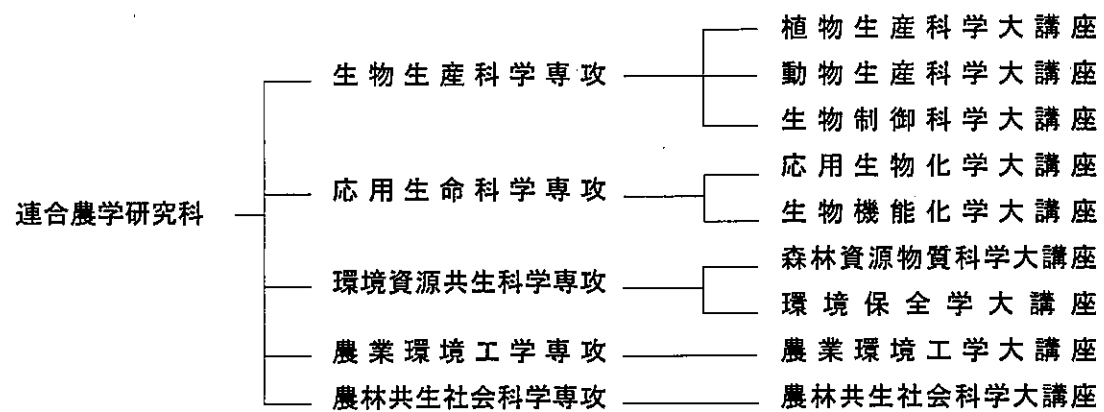 連合農学研究科
生物生産科学専攻
植物生産科学大講座
動物生産科学大講座
生物制御科学大講座
応用生命科学専攻
応用生物化学大講座
生物機能化学大講座
環境資源共生科学専攻
森林資源物質科学大講座
環境保全学大講座
農業環境工学専攻
農業環境工学大講座
農林共生社会科学専攻
農林共生社会科学大講座